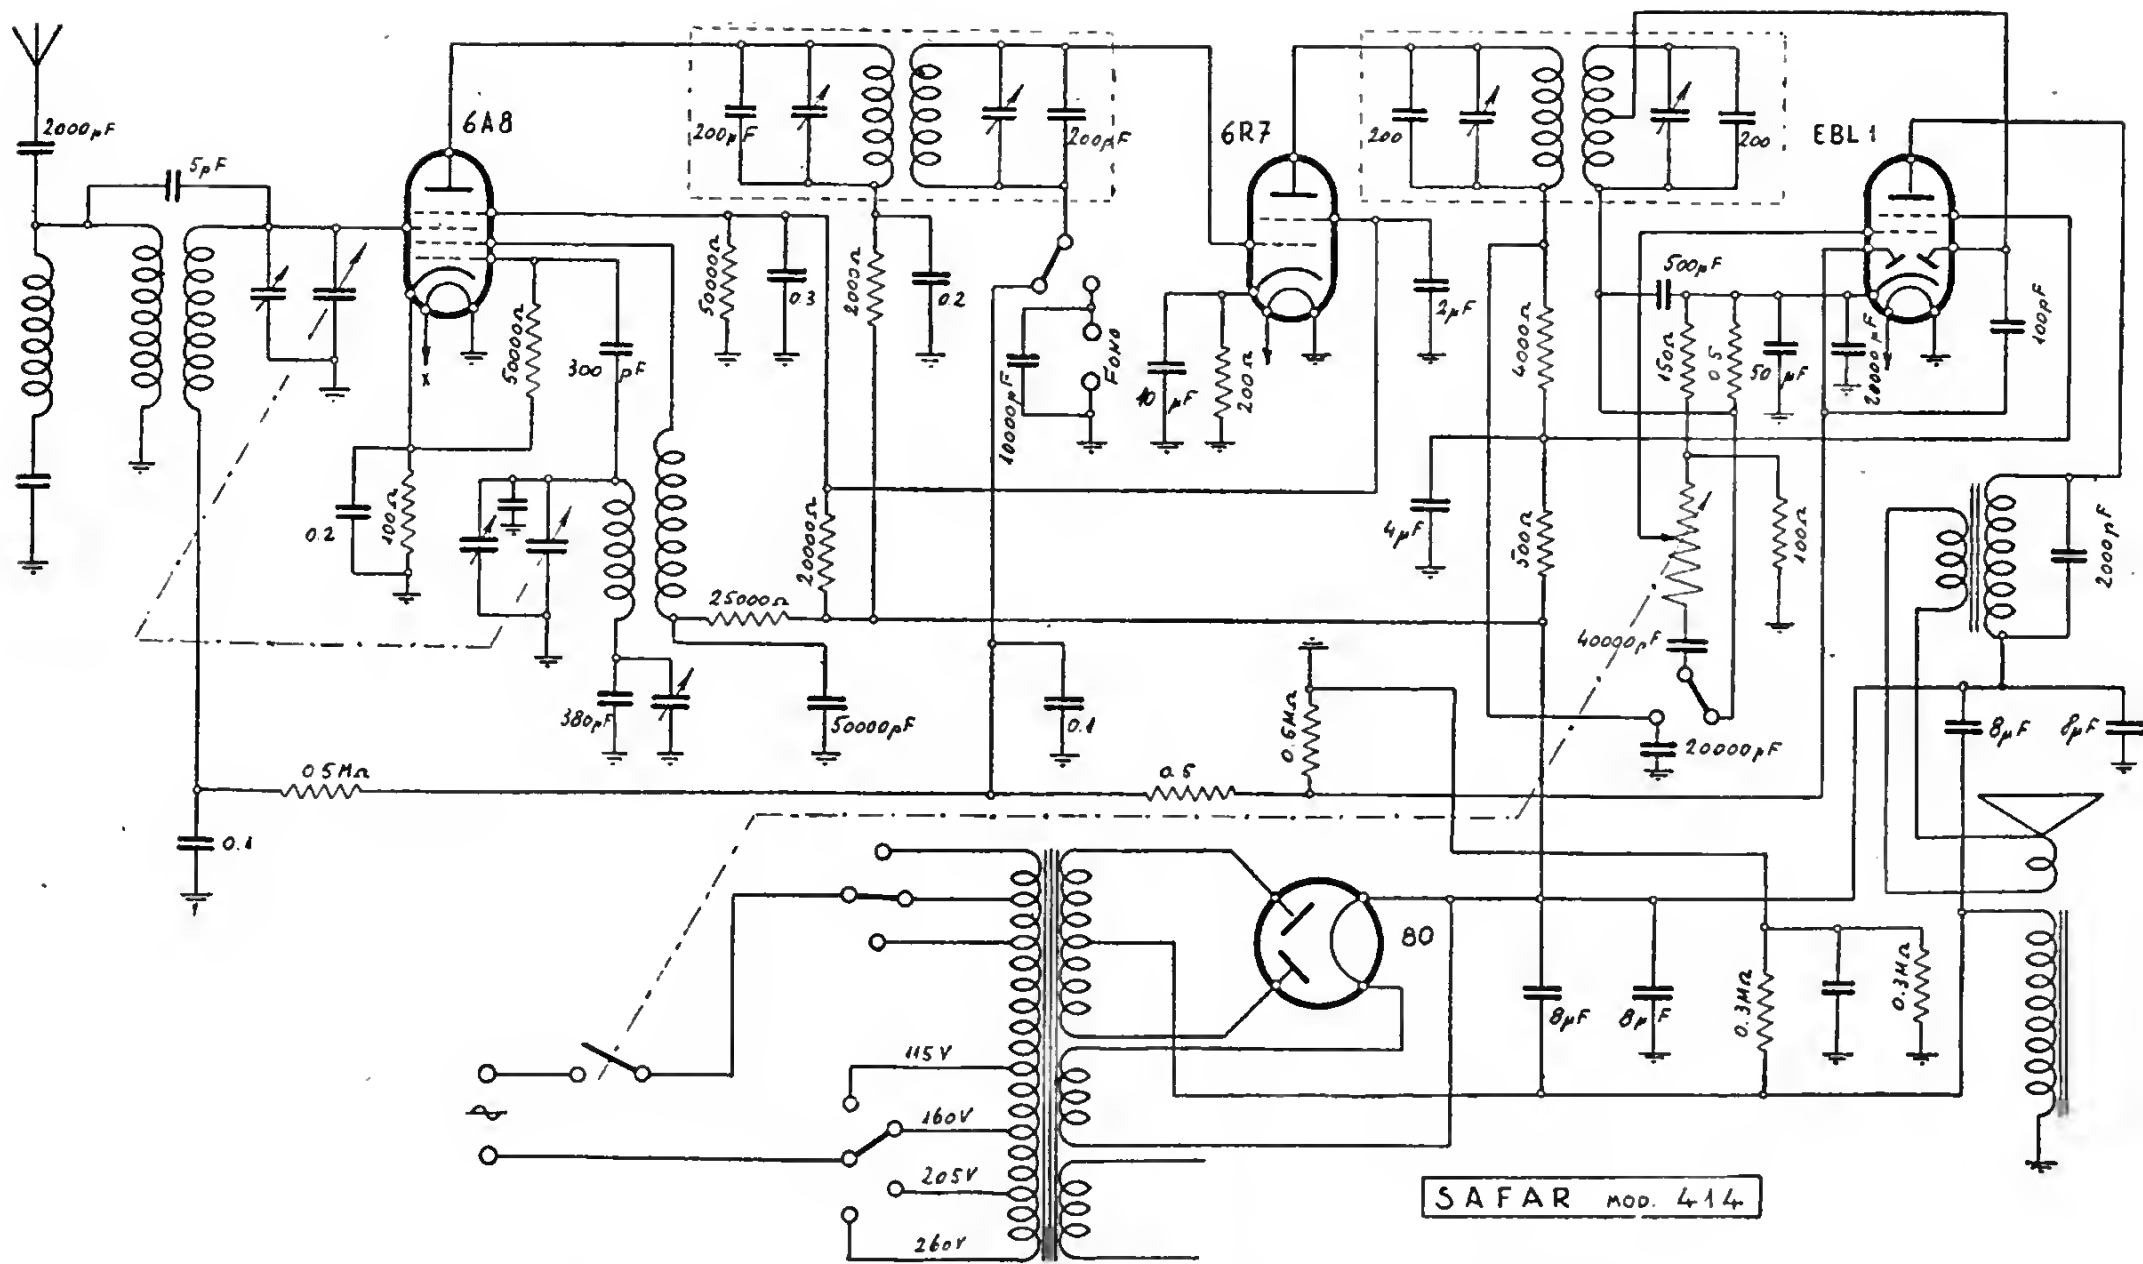 2000pF
5pF
6A8
200pF
200pF
6R7
200
200
EBL1
50000Ω
0.3
2000Ω
0.2
50000Ω
300 pF
x
FONO
10000pF
10 µF
200Ω
2µF
4000Ω
500pF
150Ω
0.5
50 µF
20000pF
100pF
0.2
100Ω
20000Ω
4µF
500Ω
100Ω
2000pF
25000Ω
380pF
50000pF
0.1
0.6MΩ
40000pF
20000pF
8µF
8µF
0.5MΩ
0.5
0.1
80
8µF
8µF
0.3MΩ
0.3MΩ
115V
160V
205V
260V
SAFAR MOD. 414